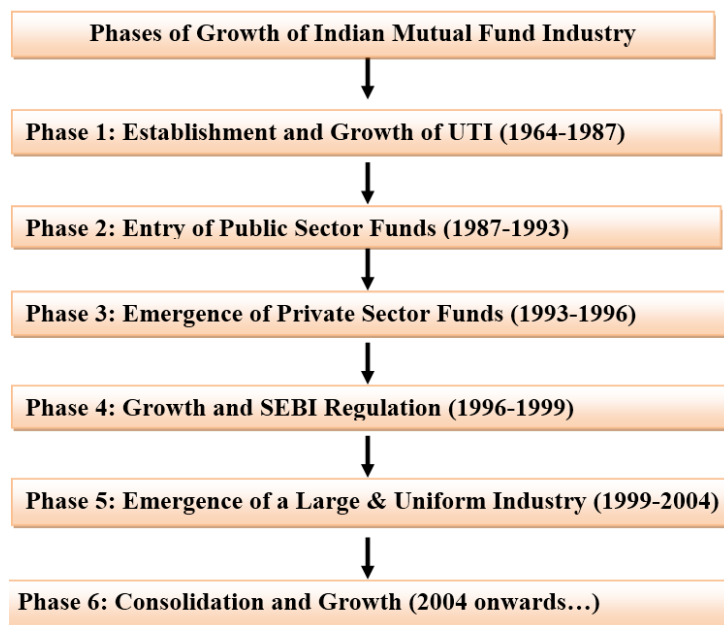 Phases of Growth of Indian Mutual Fund Industry
Phase 1: Establishment and Growth of UTI (1964-1987)
Phase 2: Entry of Public Sector Funds (1987-1993)
Phase 3: Emergence of Private Sector Funds (1993-1996)
Phase 4: Growth and SEBI Regulation (1996-1999)
Phase 5: Emergence of a Large & Uniform Industry (1999-2004)
Phase 6: Consolidation and Growth (2004 onwards…)